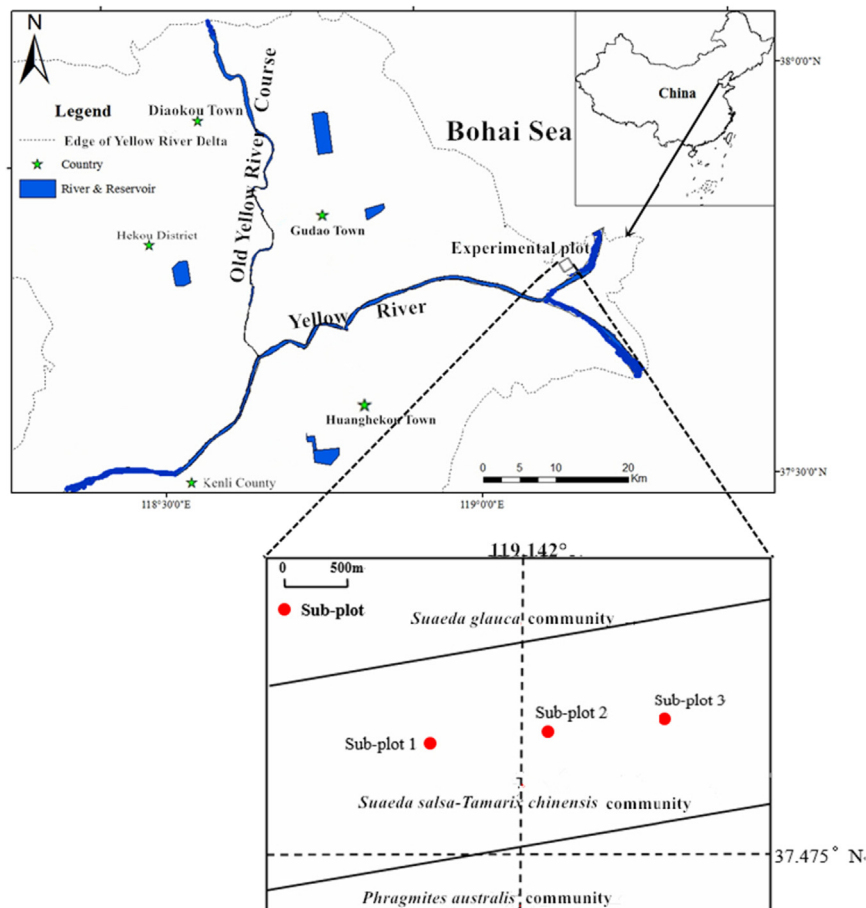 N
38°0'0"N
China
Legend
Diaokou Town
Edge of Yellow River Delta
Country
River & Reservoir
Old Yellow River Course
Bohai Sea
Gudao Town
Hekou District
Experimental plot
Yellow River
Huanghekou Town
Kenli County
0 5 10 20
Km
37°30'0"N
118°30'0"E
119°0'0"E
119.142°
0 500m
Sub-plot
Suaeda glauca community
Sub-plot 3
Sub-plot 2
Sub-plot 1
Suaeda salsa-Tamarix chinensis community
37.475° N
Phragmites australis community